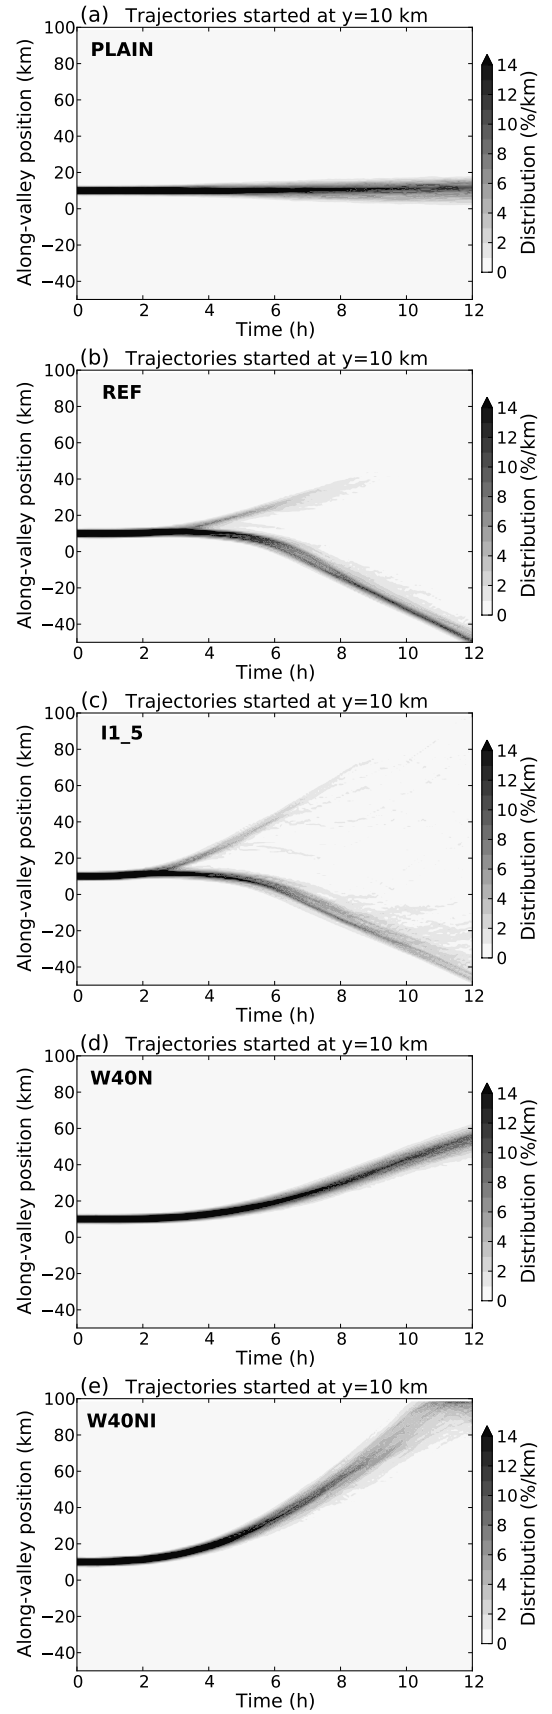 (a) Trajectories started at y=10 km
PLAIN
Along-valley position (km)
100
80
60
40
20
0
−20
−40
0 2 4 6 8 10 12
Time (h)
14
12
10
8
6
4
2
0
Distribution (%/km)
(b) Trajectories started at y=10 km
REF
Along-valley position (km)
100
80
60
40
20
0
−20
−40
0 2 4 6 8 10 12
Time (h)
14
12
10
8
6
4
2
0
Distribution (%/km)
(c) Trajectories started at y=10 km
I1_5
Along-valley position (km)
100
80
60
40
20
0
−20
−40
0 2 4 6 8 10 12
Time (h)
14
12
10
8
6
4
2
0
Distribution (%/km)
(d) Trajectories started at y=10 km
W40N
Along-valley position (km)
100
80
60
40
20
0
−20
−40
0 2 4 6 8 10 12
Time (h)
14
12
10
8
6
4
2
0
Distribution (%/km)
(e) Trajectories started at y=10 km
W40NI
Along-valley position (km)
100
80
60
40
20
0
−20
−40
0 2 4 6 8 10 12
Time (h)
14
12
10
8
6
4
2
0
Distribution (%/km)